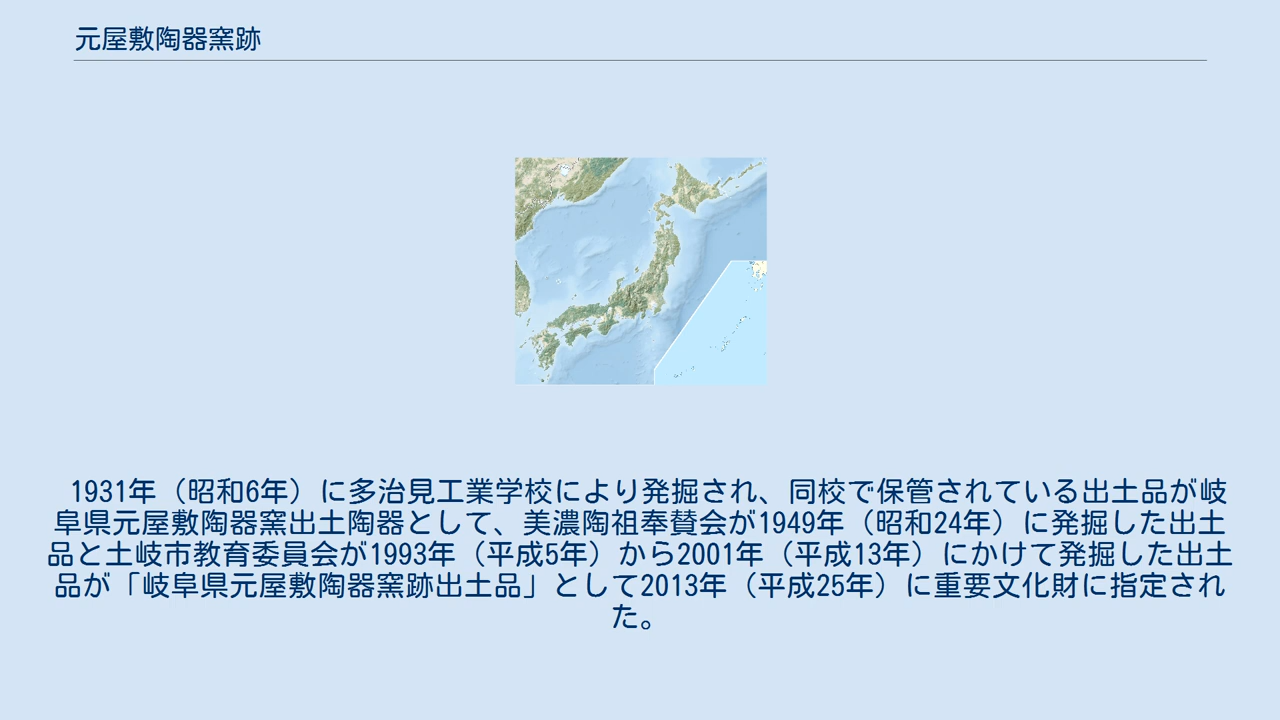 元屋敷陶器窯跡
1931年（昭和6年）に多治見工業学校により発掘され、同校で保管されている出土品が岐
阜県元屋敷陶器窯出土陶器として、美濃陶祖奉賛会が1949年（昭和24年）に発掘した出土
品と土岐市教育委員会が1993年（平成5年）から2001年（平成13年）にかけて発掘した出土
品が「岐阜県元屋敷陶器窯跡出土品」として2013年（平成25年）に重要文化財に指定され
た。